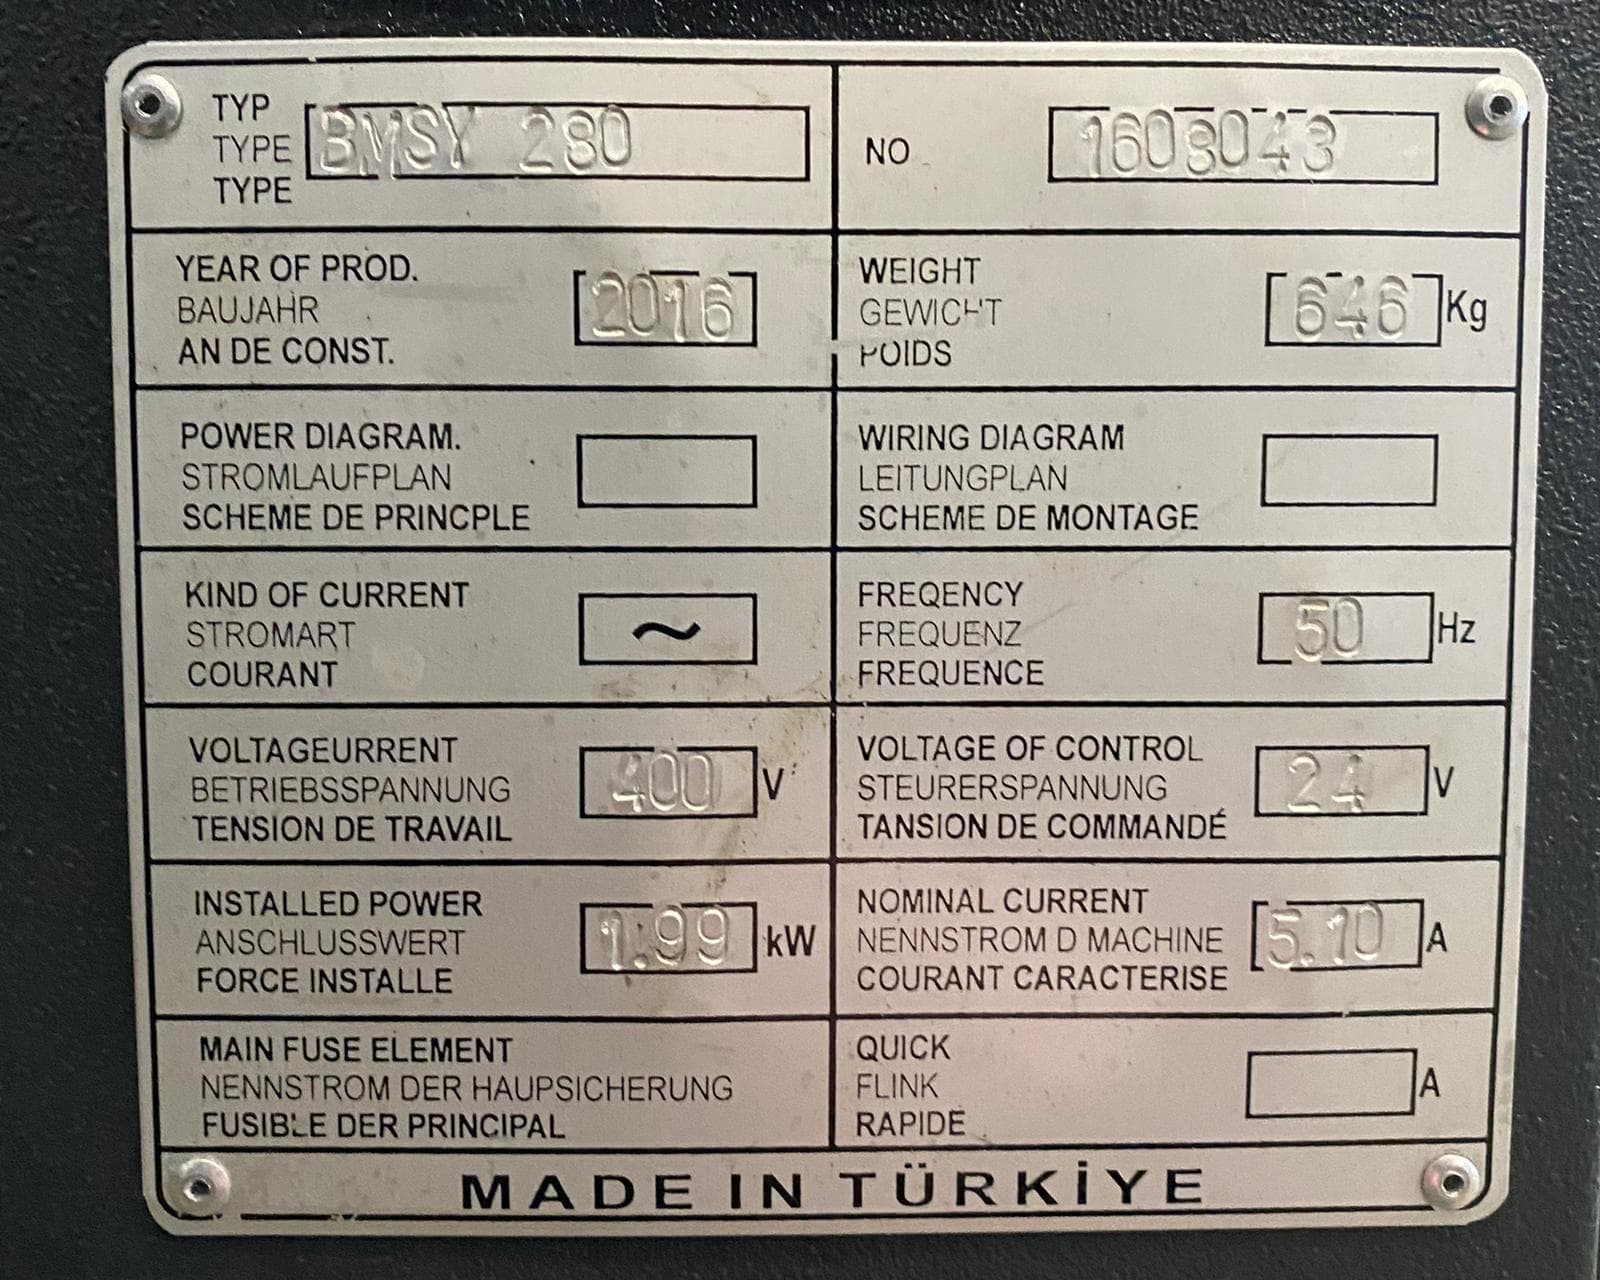 TYP
TYPE BMSY 280
TYPE
NO 1608043
YEAR OF PROD.
BAUJAHR 2016
AN DE CONST.
WEIGHT
GEWICHT 646 Kg
POIDS
POWER DIAGRAM.
STROMLAUFPLAN
SCHEME DE PRINCPLE
WIRING DIAGRAM
LEITUNGPLAN
SCHEME DE MONTAGE
KIND OF CURRENT
STROMART ~
COURANT
FREQENCY
FREQUENZ 50 Hz
FREQUENCE
VOLTAGEURRENT
BETRIEBSSPANNUNG 400 V
TENSION DE TRAVAIL
VOLTAGE OF CONTROL
STEURERSPANNUNG 24 V
TANSION DE COMMANDÉ
INSTALLED POWER
ANSCHLUSSWERT 1.99 kW
FORCE INSTALLE
NOMINAL CURRENT
NENNSTROM D MACHINE 5.10 A
COURANT CARACTERISE
MAIN FUSE ELEMENT
NENNSTROM DER HAUPSICHERUNG
FUSIBLE DER PRINCIPAL
QUICK
FLINK A
RAPIDE
MADE IN TÜRKİYE